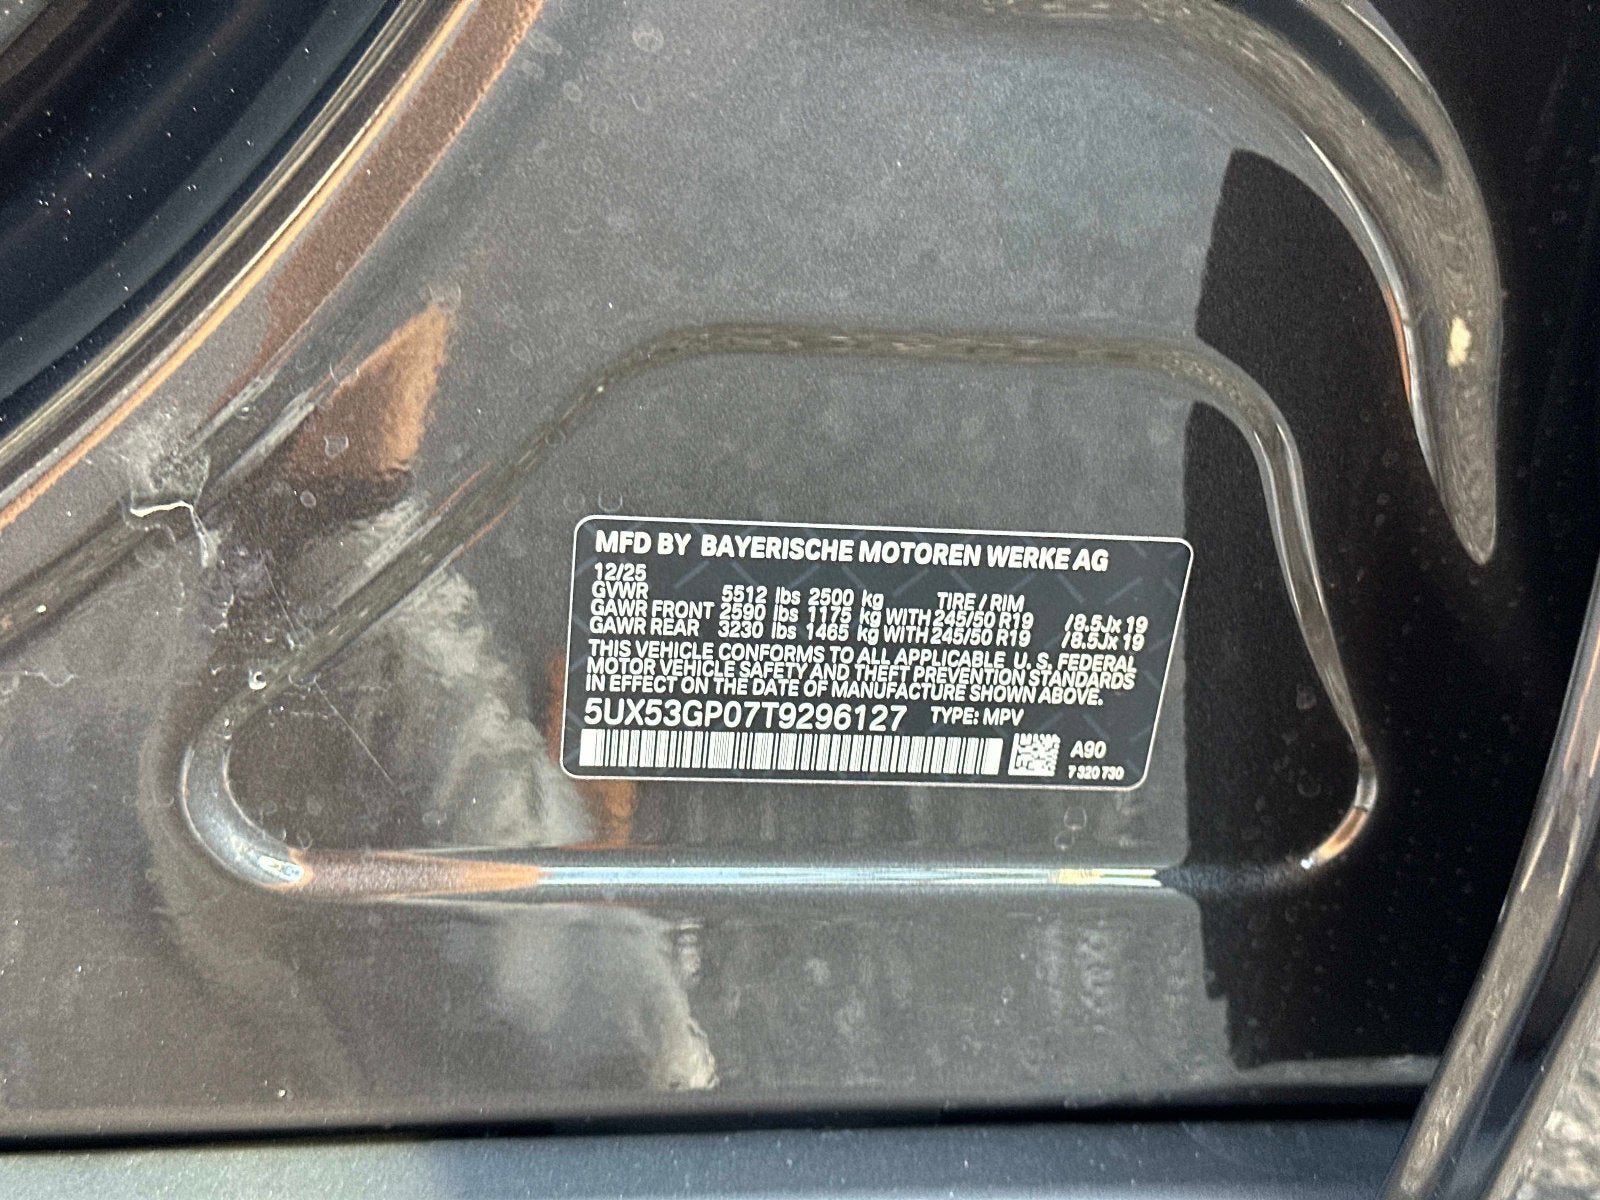 MFD BY BAYERISCHE MOTOREN WERKE AG
12/25
GVWR 5512 lbs 2500 kg TIRE / RIM
GAWR FRONT 2590 lbs 1175 kg WITH 245/50 R19 / 8.5Jx 19
GAWR REAR 3230 lbs 1465 kg WITH 245/50 R19 / 8.5Jx 19
THIS VEHICLE CONFORMS TO ALL APPLICABLE U. S. FEDERAL
MOTOR VEHICLE SAFETY AND THEFT PREVENTION STANDARDS
IN EFFECT ON THE DATE OF MANUFACTURE SHOWN ABOVE.
5UX53GP07T9296127 TYPE: MPV
A90
7 320 730